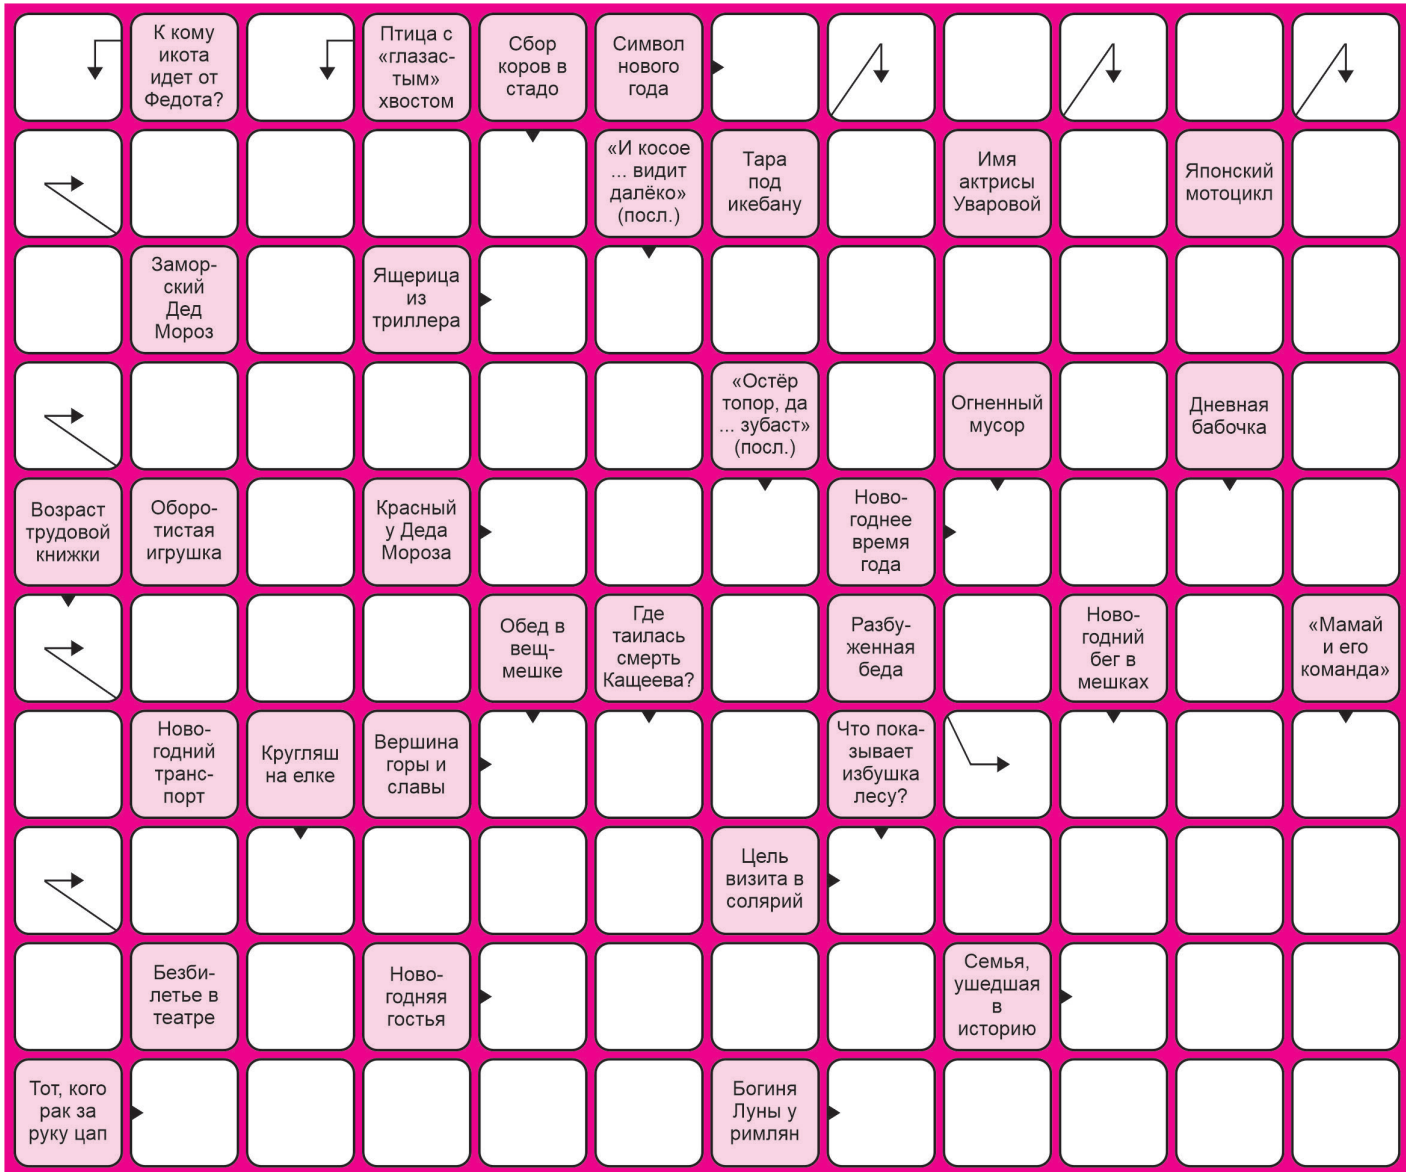 К кому
икота
идет от
Федота?
Птица с
«глазас-
тым»
хвостом
Сбор
коров в
стадо
Символ
нового
года
«И косое
... видит
далёко»
(посл.)
Тара
под
икебану
Имя
актрисы
Уваровой
Японский
мотоцикл
Замор-
ский
Дед
Мороз
Ящерица
из
триллера
«Остёр
топор, да
... зубаст»
(посл.)
Огненный
мусор
Дневная
бабочка
Возраст
трудовой
книжки
Оборо-
тистая
игрушка
Красный
у Деда
Мороза
Ново-
годнее
время
года
Обед в
вещ-
мешке
Где
таилась
смерть
Кащеева?
Разбу-
женная
беда
Ново-
годний
бег в
мешках
«Мамай
и его
команда»
Ново-
годний
транс-
порт
Кругляш
на елке
Вершина
горы и
славы
Что пока-
зывает
избушка
лесу?
Цель
визита в
солярий
Безби-
летье в
театре
Ново-
годняя
гостья
Семья,
ушедшая
в
историю
Тот, кого
рак за
руку цап
Богиня
Луны у
римлян